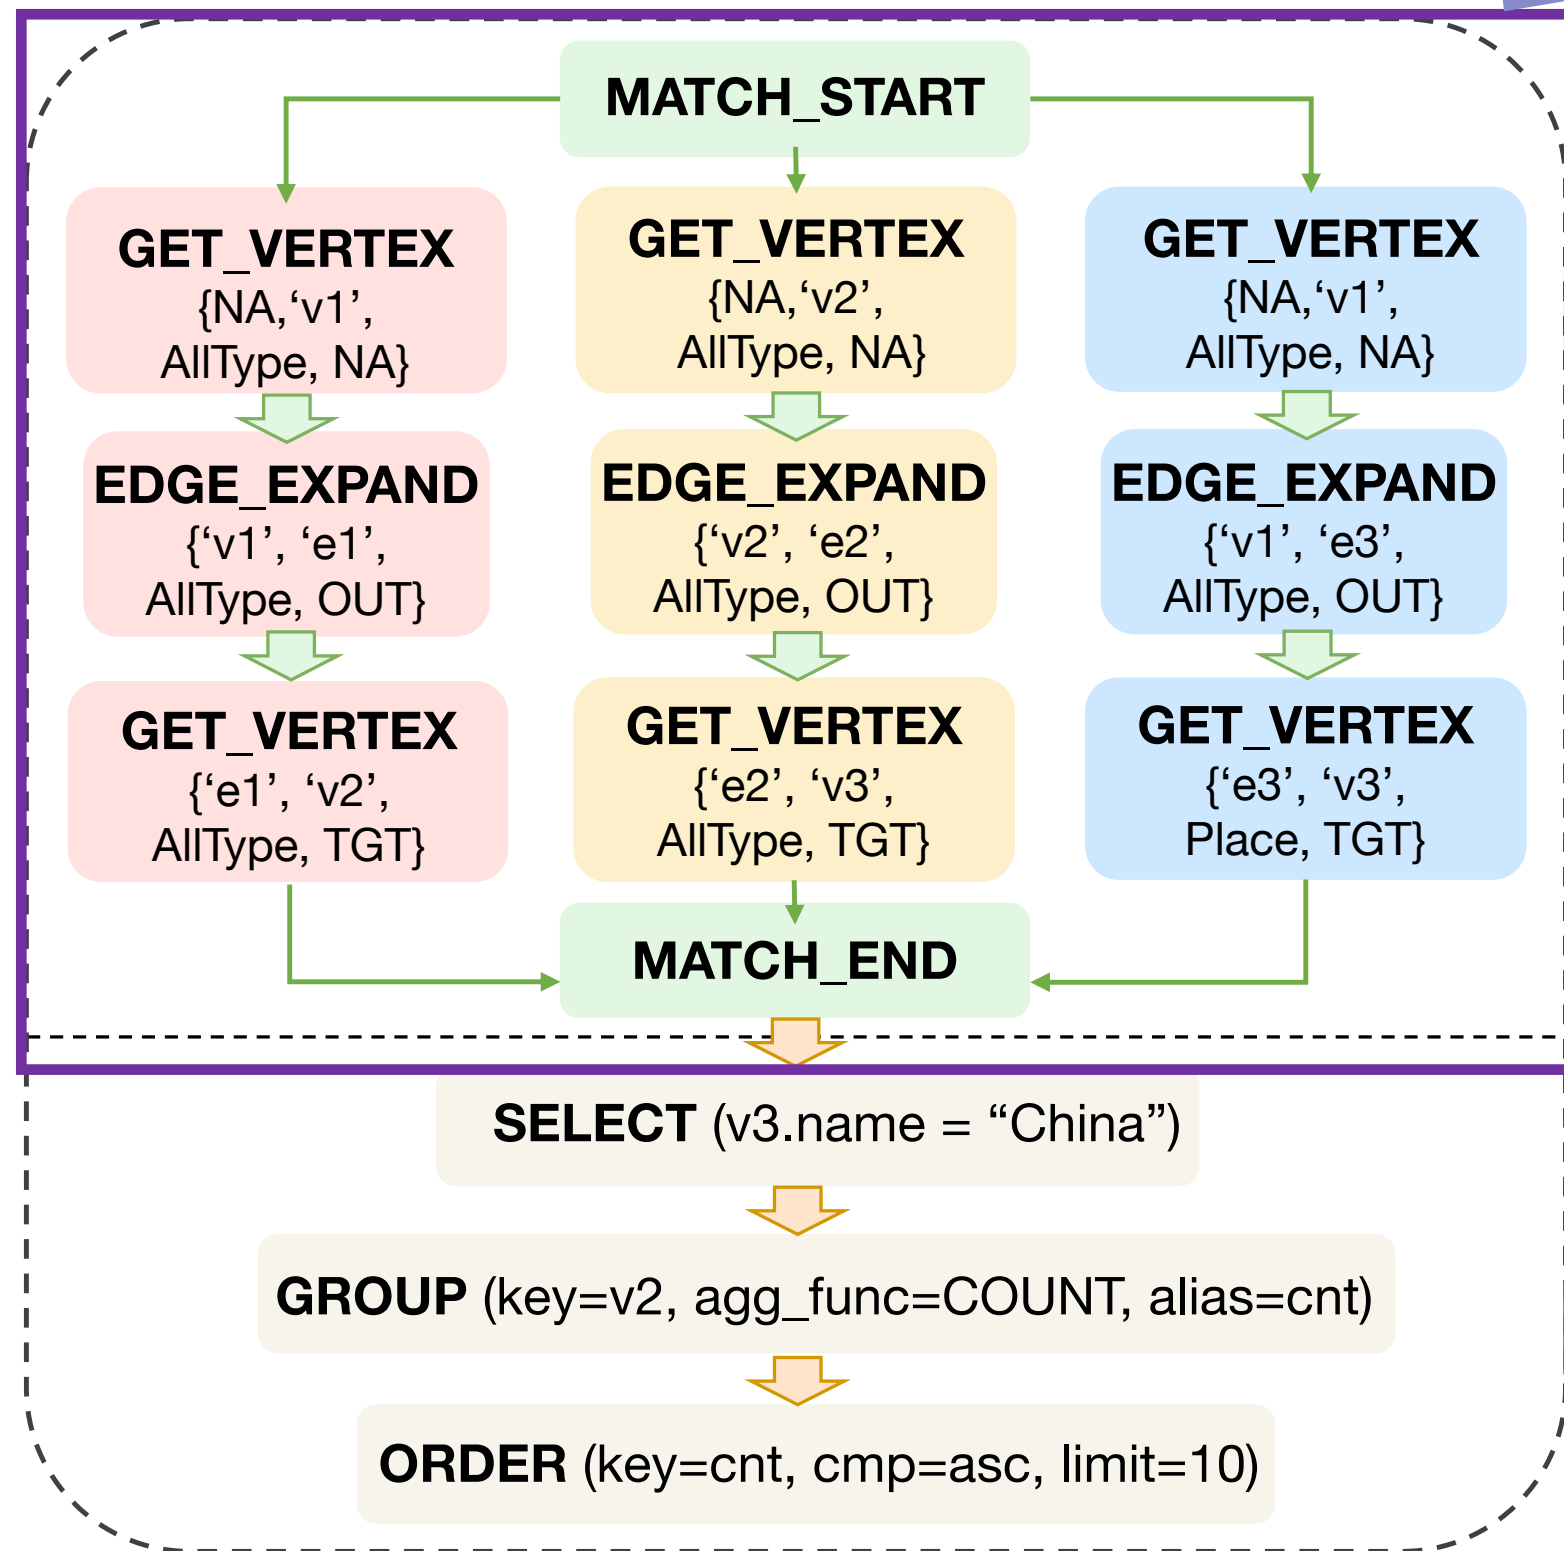 MATCH_START
GET_VERTEX
{NA,‘v1’,
AllType, NA}
EDGE_EXPAND
{‘v1’, ‘e1’,
AllType, OUT}
GET_VERTEX
{‘e1’, ‘v2’,
AllType, TGT}
GET_VERTEX
{NA,‘v2’,
AllType, NA}
EDGE_EXPAND
{‘v2’, ‘e2’,
AllType, OUT}
GET_VERTEX
{‘e2’, ‘v3’,
AllType, TGT}
GET_VERTEX
{NA,‘v1’,
AllType, NA}
EDGE_EXPAND
{‘v1’, ‘e3’,
AllType, OUT}
GET_VERTEX
{‘e3’, ‘v3’,
Place, TGT}
MATCH_END
SELECT (v3.name = “China”)
GROUP (key=v2, agg_func=COUNT, alias=cnt)
ORDER (key=cnt, cmp=asc, limit=10)